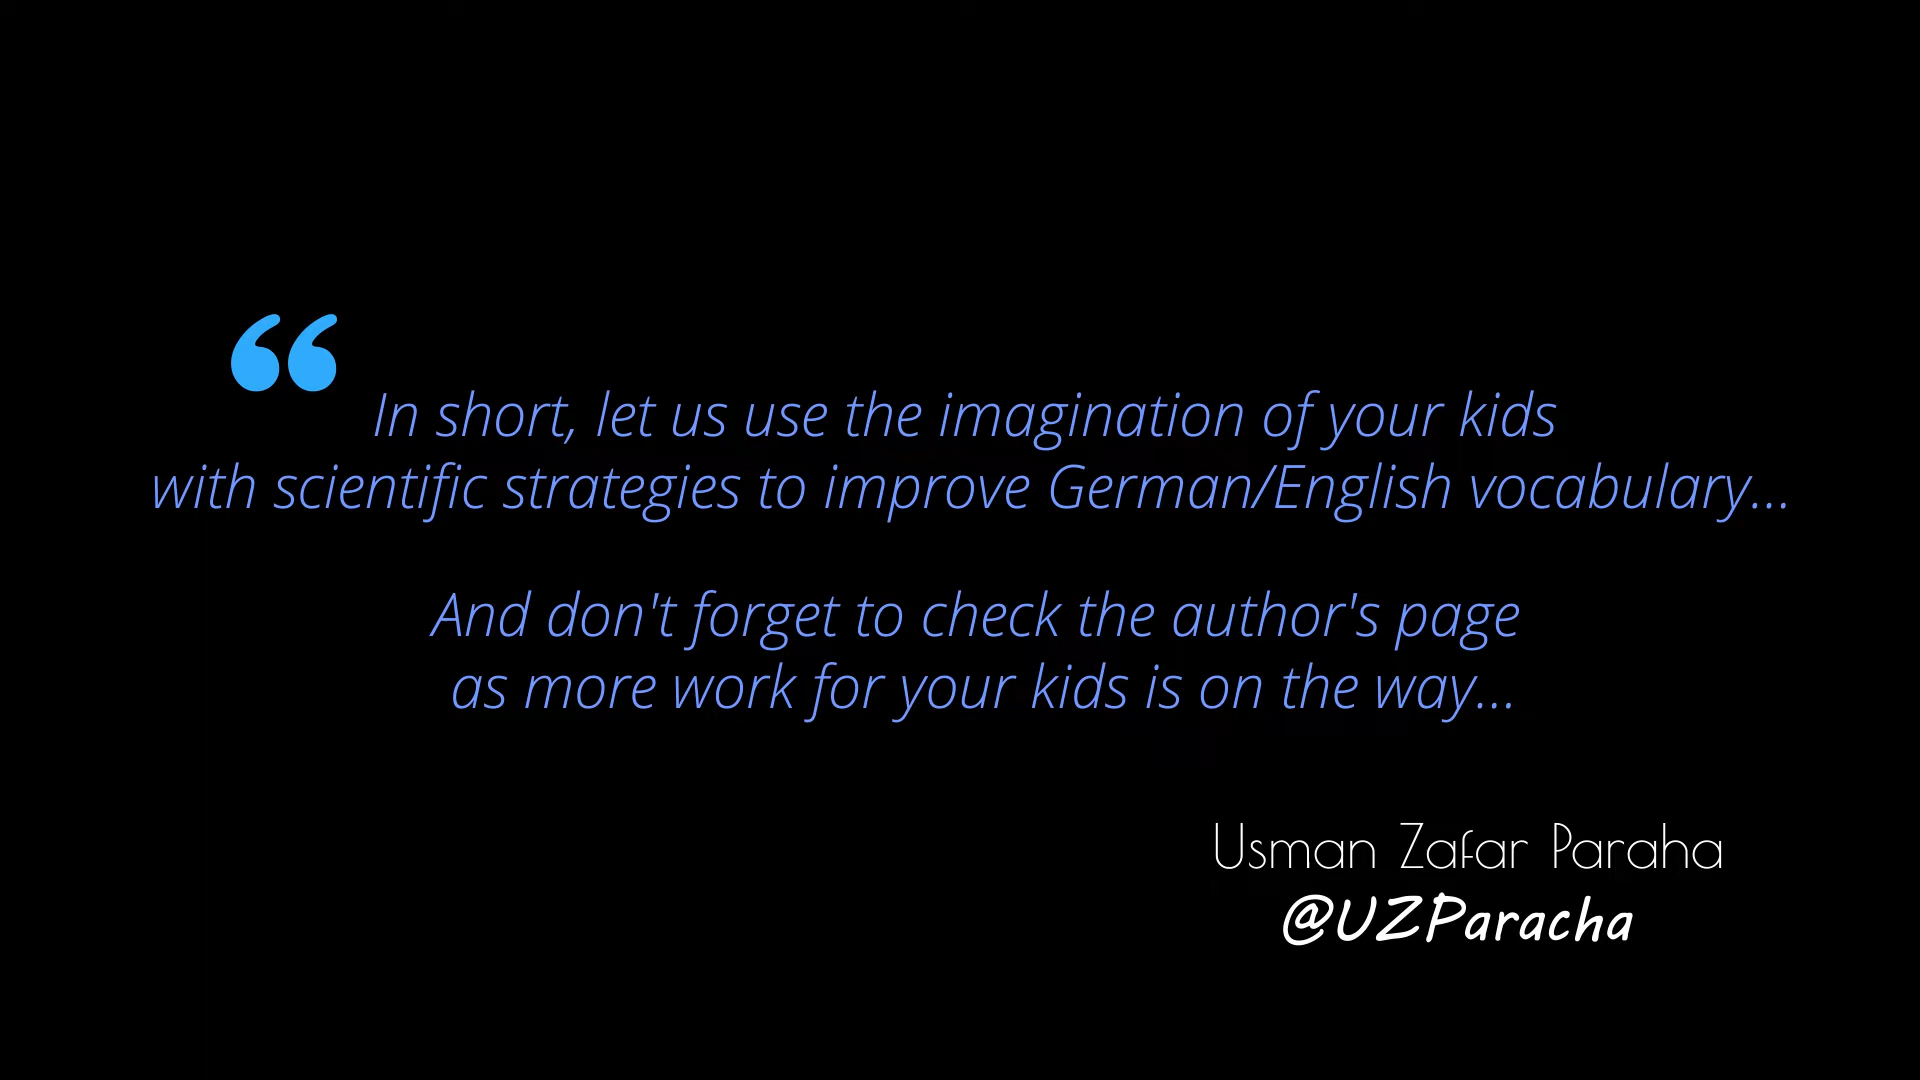 “
In short, let us use the imagination of your kids
with scientific strategies to improve German/English vocabulary...
And don't forget to check the author's page
as more work for your kids is on the way...
Usman Zafar Paraha
@UZParacha